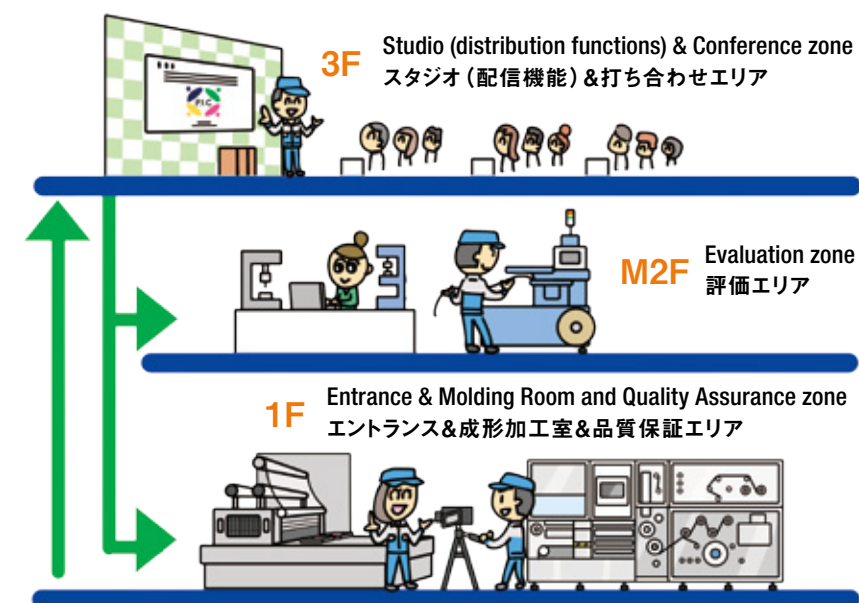 3F
Studio (distribution functions) & Conference zone
スタジオ（配信機能）&打ち合わせエリア
P.I.C
M2F
Evaluation zone
評価エリア
1F
Entrance & Molding Room and Quality Assurance zone
エントランス&成形加工室&品質保証エリア